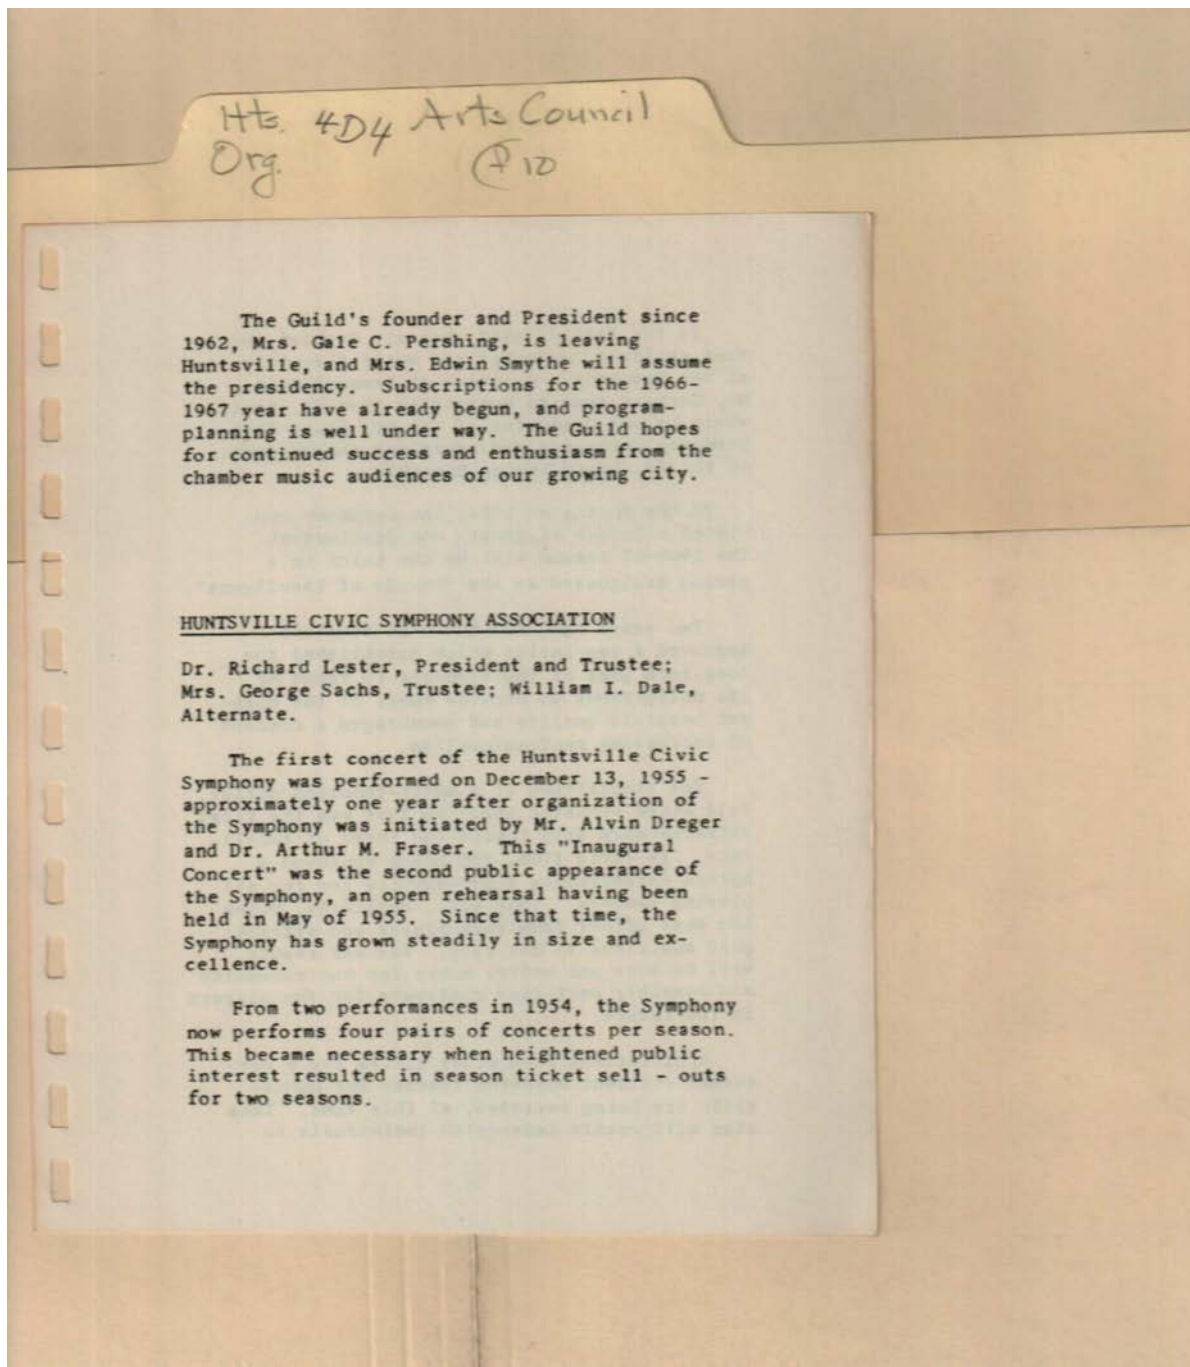 Hts. 4D4 Arts Council
Org. P 10
The Guild's founder and President since
1962, Mrs. Gale C. Pershing, is leaving
Huntsville, and Mrs. Edwin Smythe will assume
the presidency. Subscriptions for the 1966-
1967 year have already begun, and program-
planning is well under way. The Guild hopes
for continued success and enthusiasm from the
chamber music audiences of our growing city.
HUNTSVILLE CIVIC SYMPHONY ASSOCIATION
Dr. Richard Lester, President and Trustee;
Mrs. George Sachs, Trustee; William I. Dale,
Alternate.
The first concert of the Huntsville Civic
Symphony was performed on December 13, 1955 -
approximately one year after organization of
the Symphony was initiated by Mr. Alvin Dreger
and Dr. Arthur M. Fraser. This "Inaugural
Concert" was the second public appearance of
the Symphony, an open rehearsal having been
held in May of 1955. Since that time, the
Symphony has grown steadily in size and ex-
cellence.
From two performances in 1954, the Symphony
now performs four pairs of concerts per season.
This became necessary when heightened public
interest resulted in season ticket sell - outs
for two seasons.